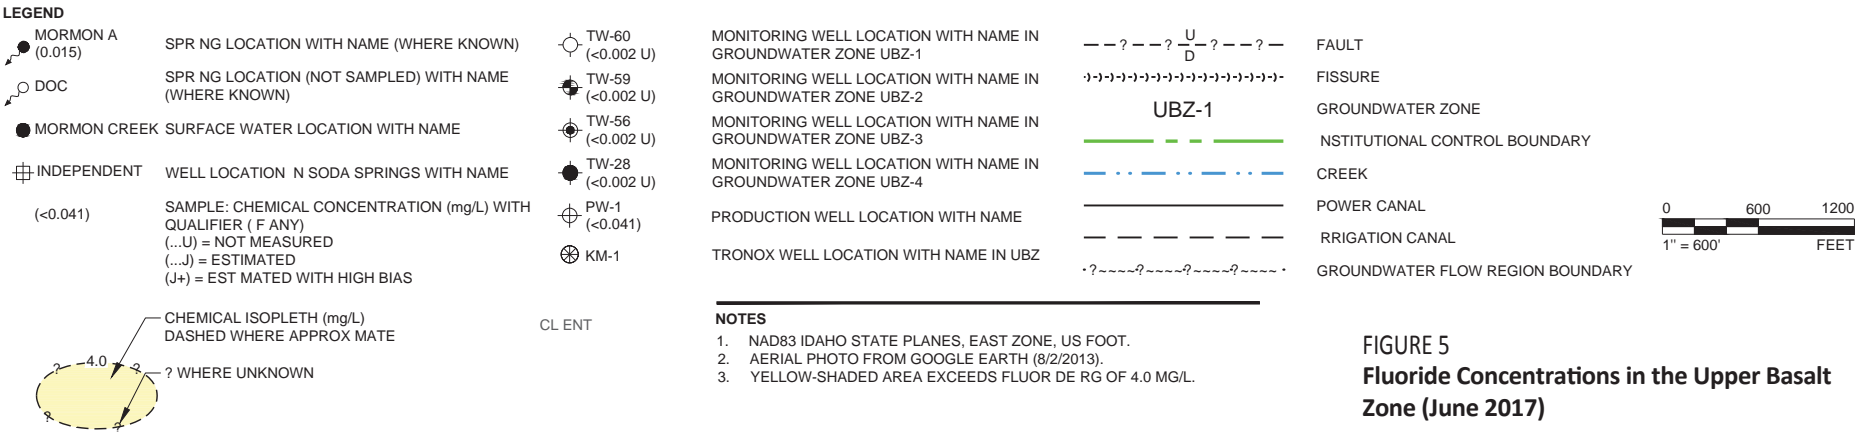 LEGEND
MORMON A
(0.015)
SPR NG LOCATION WITH NAME (WHERE KNOWN)
DOC
SPR NG LOCATION (NOT SAMPLED) WITH NAME
(WHERE KNOWN)
MORMON CREEK
SURFACE WATER LOCATION WITH NAME
INDEPENDENT
WELL LOCATION N SODA SPRINGS WITH NAME
(<0.041)
SAMPLE: CHEMICAL CONCENTRATION (mg/L) WITH
QUALIFIER ( F ANY)
(...U) = NOT MEASURED
(...J) = ESTIMATED
(J+) = EST MATED WITH HIGH BIAS
CHEMICAL ISOPLETH (mg/L)
DASHED WHERE APPROX MATE
? 4.0 ?
? WHERE UNKNOWN
? ?
TW-60
(<0.002 U)
MONITORING WELL LOCATION WITH NAME IN
GROUNDWATER ZONE UBZ-1
TW-59
(<0.002 U)
MONITORING WELL LOCATION WITH NAME IN
GROUNDWATER ZONE UBZ-2
TW-56
(<0.002 U)
MONITORING WELL LOCATION WITH NAME IN
GROUNDWATER ZONE UBZ-3
TW-28
(<0.002 U)
MONITORING WELL LOCATION WITH NAME IN
GROUNDWATER ZONE UBZ-4
PW-1
(<0.041)
PRODUCTION WELL LOCATION WITH NAME
KM-1
TRONOX WELL LOCATION WITH NAME IN UBZ
CL ENT
NOTES
1. NAD83 IDAHO STATE PLANES, EAST ZONE, US FOOT.
2. AERIAL PHOTO FROM GOOGLE EARTH (8/2/2013).
3. YELLOW-SHADED AREA EXCEEDS FLUOR DE RG OF 4.0 MG/L.
? ? U ? ?
D
FAULT
FISSURE
UBZ-1
GROUNDWATER ZONE
NSTITUTIONAL CONTROL BOUNDARY
CREEK
POWER CANAL
RRIGATION CANAL
?~~~~?~~~~?~~~~?~~~~
GROUNDWATER FLOW REGION BOUNDARY
0 600 1200
1" = 600' FEET
FIGURE 5
Fluoride Concentrations in the Upper Basalt
Zone (June 2017)